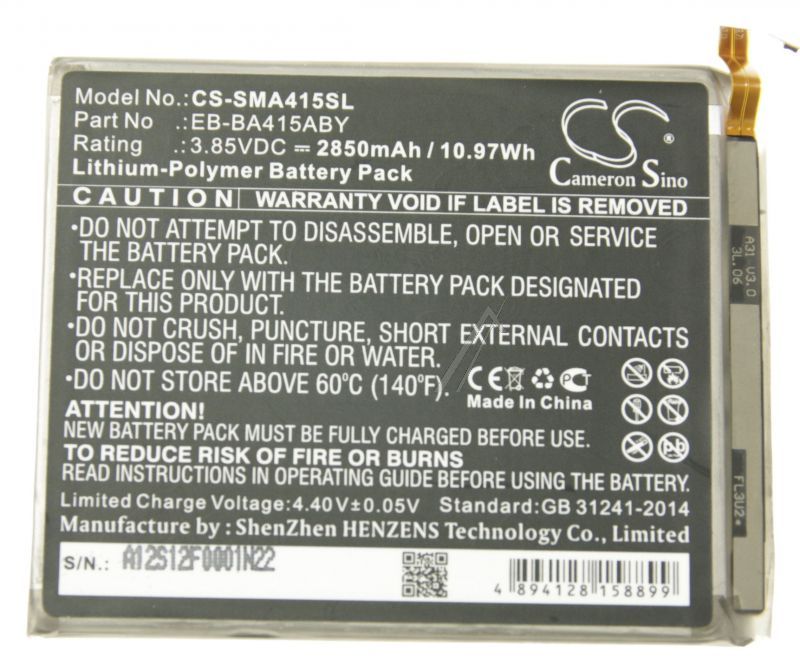 Model No.:CS-SMA415SL
Part No :EB-BA415ABY
Rating :3.85VDC ⎓ 2850mAh / 10.97Wh
Lithium-Polymer Battery Pack
CS
Cameron Sino
CAUTION WARRANTY VOID IF LABEL IS REMOVED
•DO NOT ATTEMPT TO DISASSEMBLE, OPEN OR SERVICE
THE BATTERY PACK.
•REPLACE ONLY WITH THE BATTERY PACK DESIGNATED
FOR THIS PRODUCT.
•DO NOT CRUSH, PUNCTURE, SHORT EXTERNAL CONTACTS
OR DISPOSE OF IN FIRE OR WATER.
•DO NOT STORE ABOVE 60°C (140°F).
CE
PCT
Made In China
ATTENTION!
NEW BATTERY PACK MUST BE FULLY CHARGED BEFORE USE.
TO REDUCE RISK OF FIRE OR BURNS
READ INSTRUCTIONS IN OPERATING GUIDE BEFORE USING.
Limited Charge Voltage:4.40V±0.05V Standard:GB 31241-2014
Manufacture : ShenZhen HENZENS Technology Co., Limited
S/N.: A12S12F0001N22
4 894128 158899
A31 V3.0
3L.06
FL3U2*